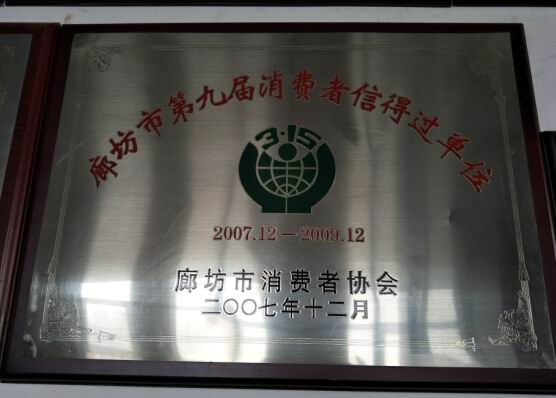 廊坊市第九届消费者信得过单位
3·15
2007.12－2009.12
廊坊市消费者协会
二〇〇七年十二月